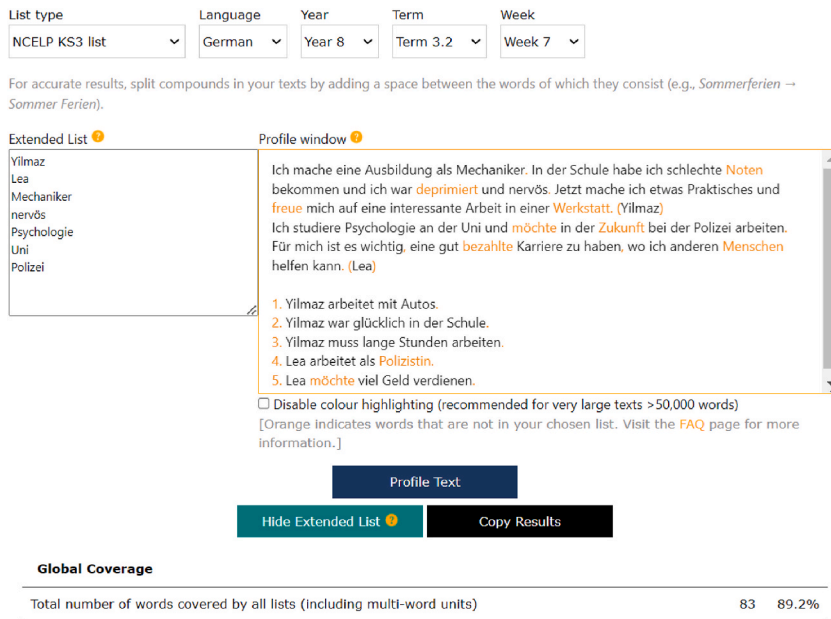 List type Language Year Term Week
NCELP KS3 list German Year 8 Term 3.2 Week 7
For accurate results, split compounds in your texts by adding a space between the words of which they consist (e.g., Sommerferien →
Sommer Ferien).
Extended List ? Profile window ?
Yilmaz
Lea
Mechaniker
nervös
Psychologie
Uni
Polizei
Ich mache eine Ausbildung als Mechaniker. In der Schule habe ich schlechte Noten
bekommen und ich war deprimiert und nervös. Jetzt mache ich etwas Praktisches und
freue mich auf eine interessante Arbeit in einer Werkstatt. (Yilmaz)
Ich studiere Psychologie an der Uni und möchte in der Zukunft bei der Polizei arbeiten.
Für mich ist es wichtig, eine gut bezahlte Karriere zu haben, wo ich anderen Menschen
helfen kann. (Lea)
1. Yilmaz arbeitet mit Autos.
2. Yilmaz war glücklich in der Schule.
3. Yilmaz muss lange Stunden arbeiten.
4. Lea arbeitet als Polizistin.
5. Lea möchte viel Geld verdienen.
Disable colour highlighting (recommended for very large texts >50,000 words)
[Orange indicates words that are not in your chosen list. Visit the FAQ page for more
information.]
Profile Text
Hide Extended List ? Copy Results
Global Coverage
Total number of words covered by all lists (including multi-word units) 83 89.2%